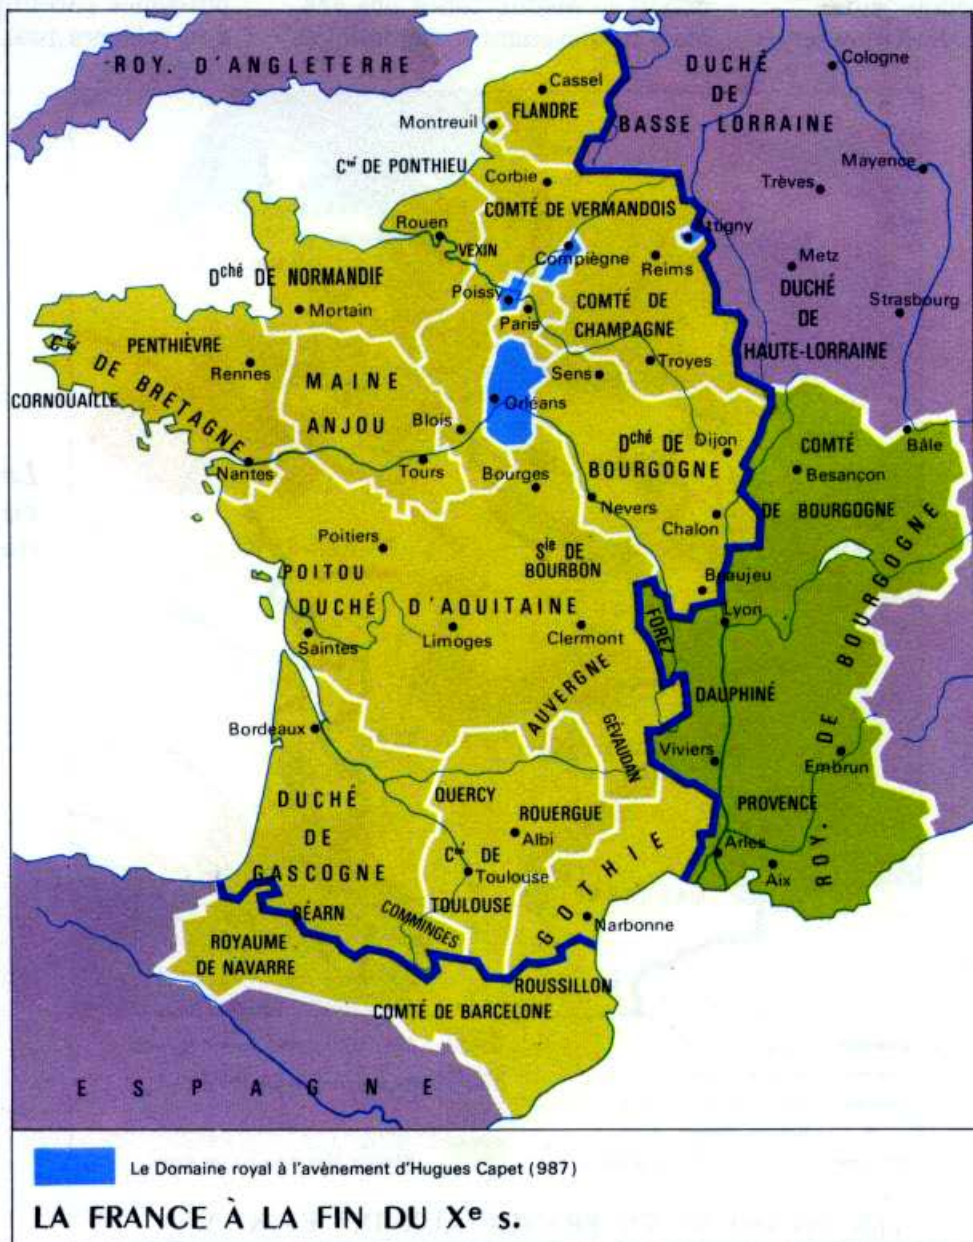 ROY. D'ANGLETERRE
DUCHÉ
DE
BASSE LORRAINE
Cologne
Cassel
FLANDRE
Montreuil
Cté DE PONTHIEU
Mayence
Trèves
Corbie
COMTÉ DE VERMANDOIS
Rouen
VEXIN
Attigny
Compiègne
Reims
Metz
Dché DE NORMANDIE
Poissy
Paris
COMTÉ DE
CHAMPAGNE
DUCHÉ
DE
HAUTE-LORRAINE
Strasbourg
Mortain
PENTHIÈVRE
Rennes
Cté DE BRETAGNE
CORNOUAILLE
MAINE
ANJOU
Troyes
Sens
Orléans
Blois
Nantes
Tours
Bourges
Dché DE
BOURGOGNE
Dijon
Nevers
Chalon
COMTÉ
DE BOURGOGNE
Besançon
Bâle
Poitiers
POITOU
Sie DE
BOURBON
Beaujeu
Lyon
DUCHÉ D'AQUITAINE
Saintes
Limoges
Clermont
FOREZ
AUVERGNE
GÉVAUDAN
DAUPHINÉ
ROY. DE BOURGOGNE
Bordeaux
Viviers
Embrun
DUCHÉ
DE
GASCOGNE
QUERCY
ROUERGUE
Albi
Cté DE
Toulouse
TOULOUSE
GOTHIE
PROVENCE
Arles
Aix
BÉARN
COMMINGES
Narbonne
ROYAUME
DE NAVARRE
ROUSSILLON
COMTÉ DE BARCELONE
ESPAGNE
Le Domaine royal à l'avènement d'Hugues Capet (987)
LA FRANCE À LA FIN DU Xe s.